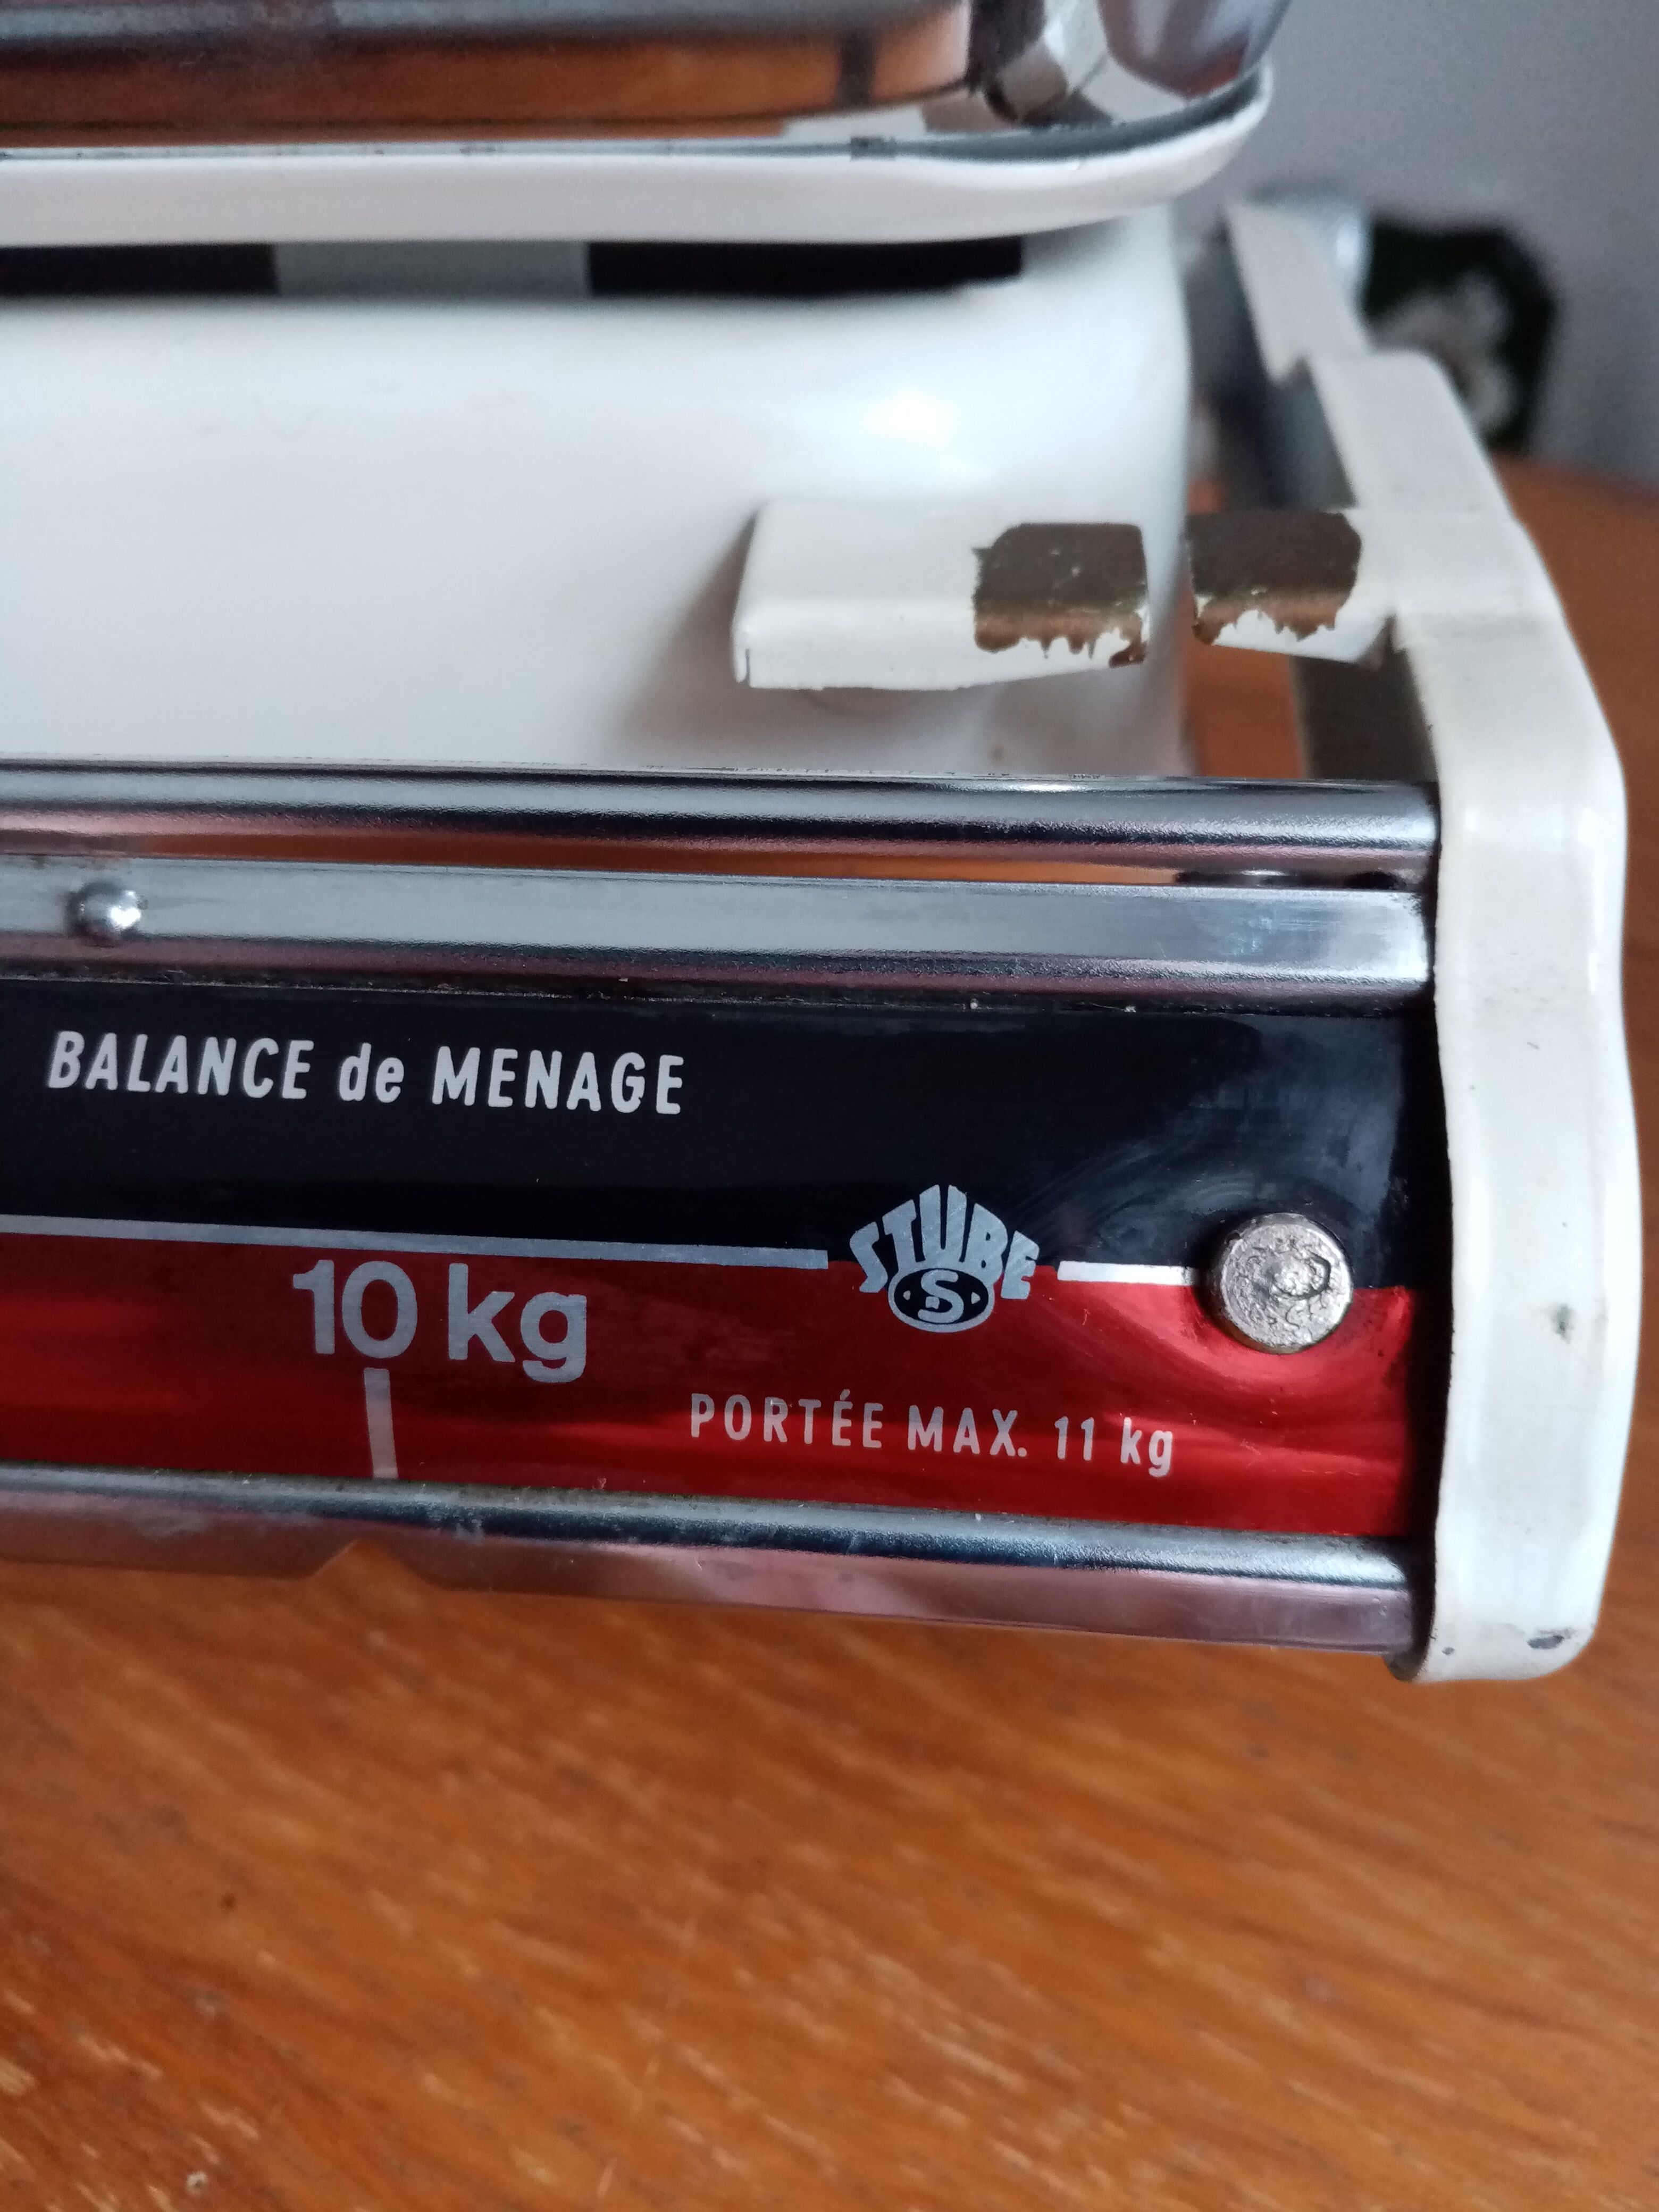 BALANCE de MENAGE
STUBE
S
10 kg
PORTÉE MAX. 11 kg